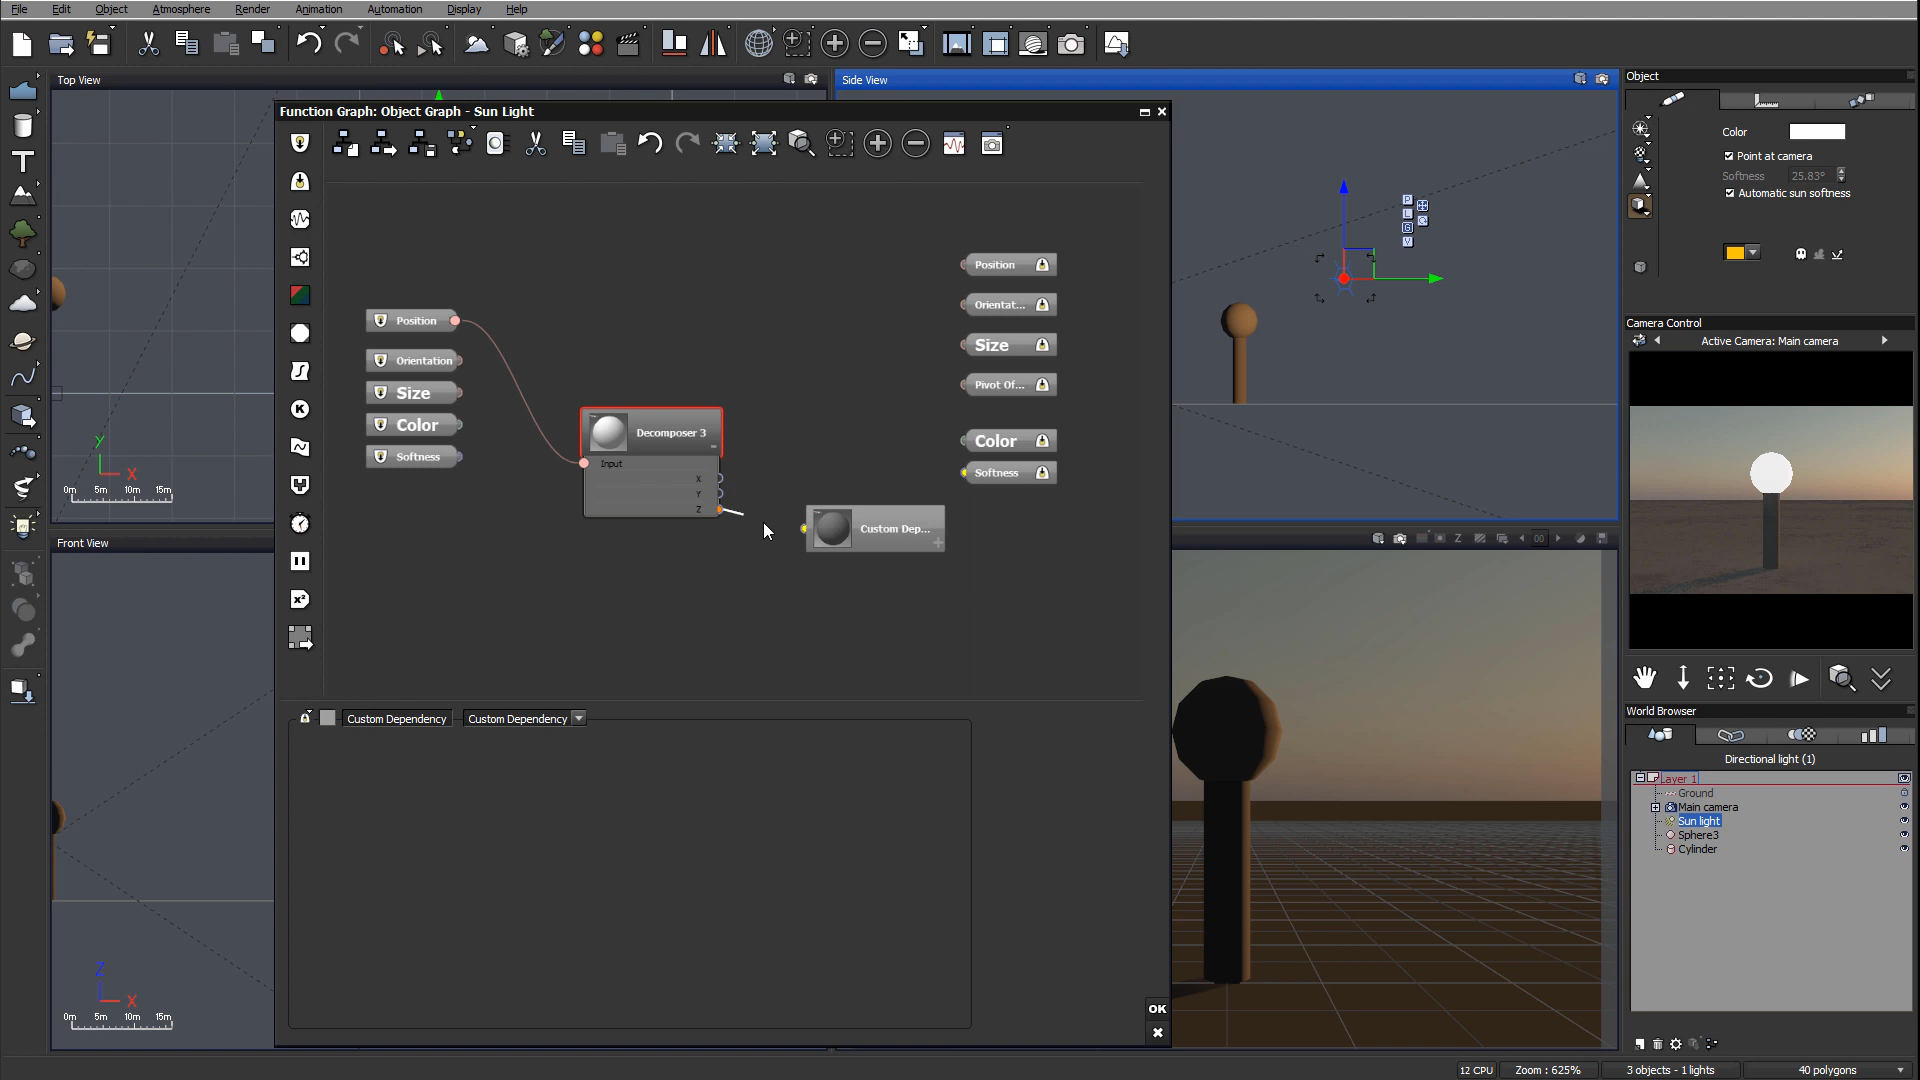 File Edit Object Atmosphere Render Animation Automation Display Help
Top View
Side View
Object
Function Graph: Object Graph - Sun Light
Color
Point at camera
Softness 25.83°
Automatic sun softness
P
L
G
V
Position
Orientation
Size
Color
Softness
Decomposer 3
Input
X
Y
Z
Custom Dep...
Position
Orientat...
Size
Pivot Of...
Color
Softness
K
x²
Y
X
0m 5m 10m 15m
Front View
Z
X
0m 5m 10m 15m
Custom Dependency Custom Dependency
OK
Z
00
Camera Control
Active Camera: Main camera
World Browser
Directional light (1)
Layer 1
Ground
Main camera
Sun light
Sphere3
Cylinder
12 CPU Zoom : 625% 3 objects - 1 lights 40 polygons